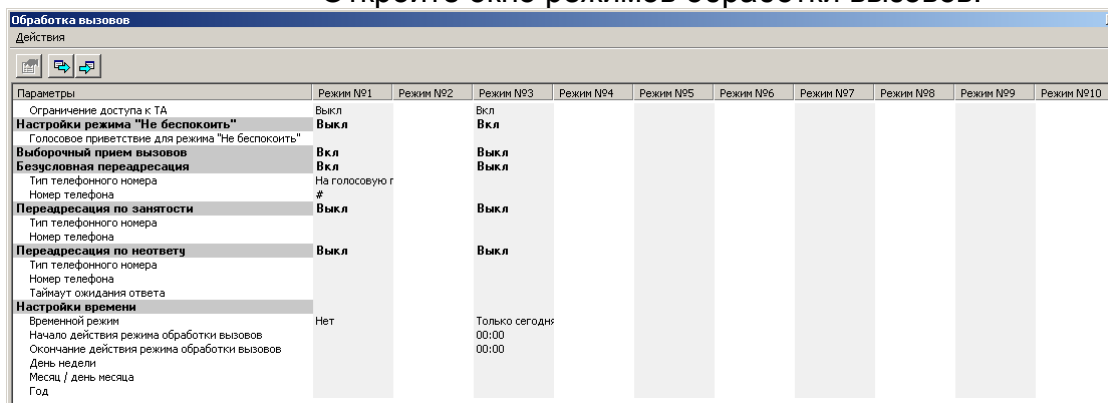 Откройте окно режимов обработки вызовов.
Обработка вызовов
Действия
Параметры Режим №1 Режим №2 Режим №3 Режим №4 Режим №5 Режим №6 Режим №7 Режим №8 Режим №9 Режим №10
Ограничение доступа к ТА Выкл Вкл
Настройки режима "Не беспокоить" Выкл Вкл
Голосовое приветствие для режима "Не беспокоить"
Выборочный прием вызовов Вкл Выкл
Безусловная переадресация Вкл Выкл
Тип телефонного номера На голосовую г
Номер телефона #
Переадресация по занятости Выкл Выкл
Тип телефонного номера
Номер телефона
Переадресация по неответу Выкл Выкл
Тип телефонного номера
Номер телефона
Таймаут ожидания ответа
Настройки времени
Временной режим Нет Только сегодня
Начало действия режима обработки вызовов 00:00
Окончание действия режима обработки вызовов 00:00
День недели
Месяц / день месяца
Год